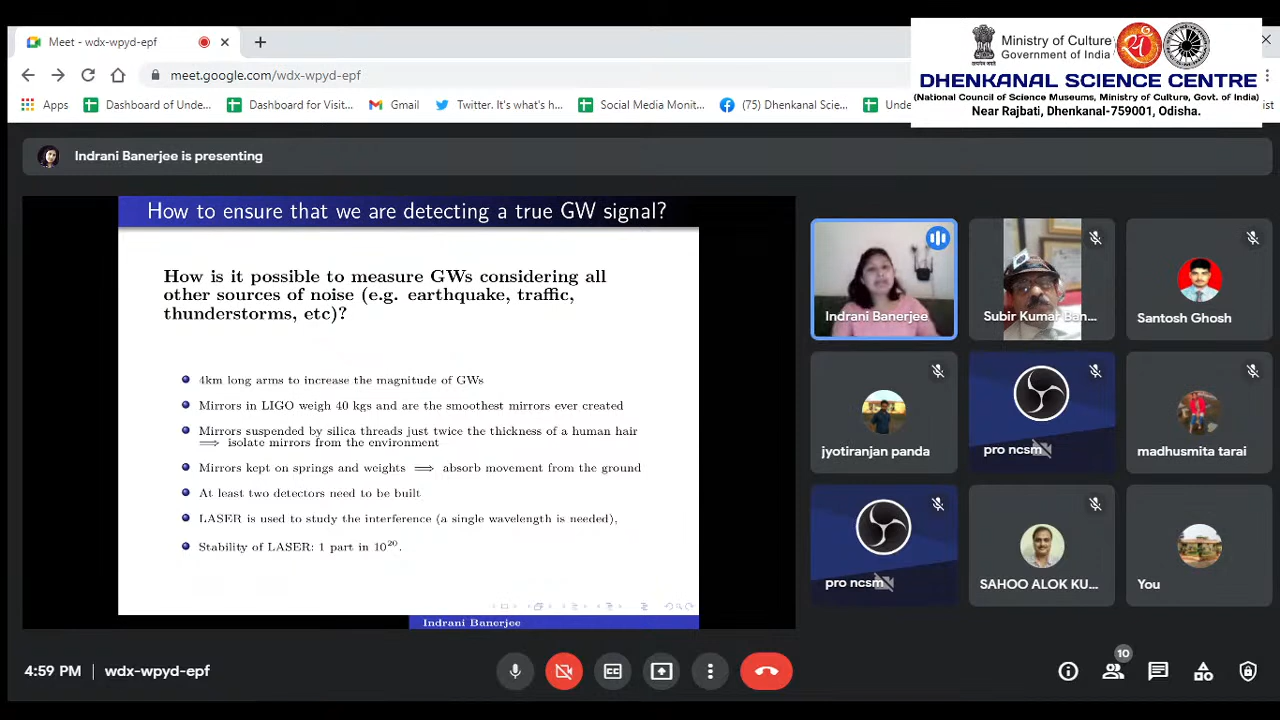 Meet - wdx-wpyd-epf
Ministry of Culture
Government of India
DHENKANAL SCIENCE CENTRE
(National Council of Science Museums, Ministry of Culture, Govt. of India)
Near Rajbati, Dhenkanal-759001, Odisha.
meet.google.com/wdx-wpyd-epf
Apps
Dashboard of Unde...
Dashboard for Visit...
Gmail
Twitter. It's what's h...
Social Media Monit...
(75) Dhenkanal Scie...
Indrani Banerjee is presenting
How to ensure that we are detecting a true GW signal?
How is it possible to measure GWs considering all
other sources of noise (e.g. earthquake, traffic,
thunderstorms, etc)?
4km long arms to increase the magnitude of GWs
Mirrors in LIGO weigh 40 kgs and are the smoothest mirrors ever created
Mirrors suspended by silica threads just twice the thickness of a human hair
⟹ isolate mirrors from the environment
Mirrors kept on springs and weights ⟹ absorb movement from the ground
At least two detectors need to be built
LASER is used to study the interference (a single wavelength is needed),
Stability of LASER: 1 part in 10²⁰.
Indrani Banerjee
Indrani Banerjee
Subir Kumar Ban...
Santosh Ghosh
jyotiranjan panda
pro ncsm
madhusmita tarai
pro ncsm
SAHOO ALOK KU...
You
4:59 PM | wdx-wpyd-epf
10